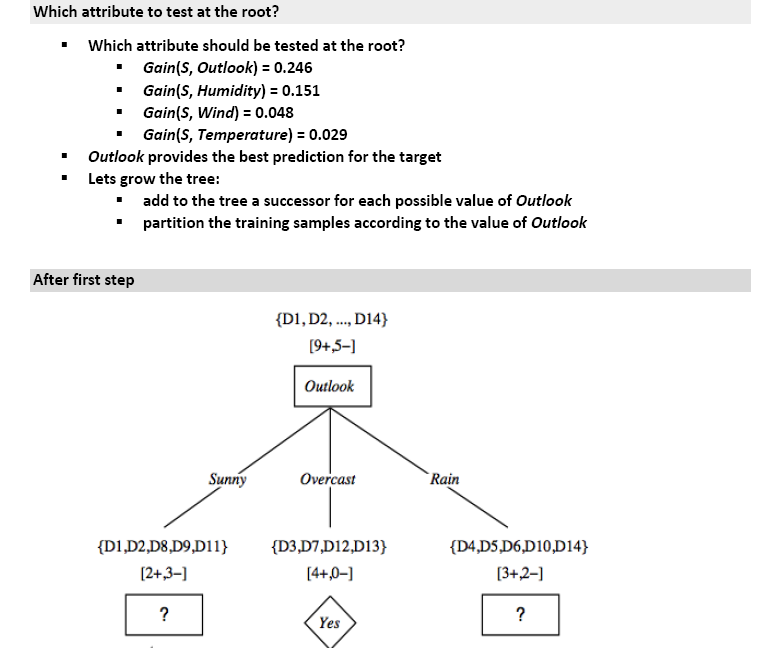 Which attribute to test at the root?
▪ Which attribute should be tested at the root?
▪ Gain(S, Outlook) = 0.246
▪ Gain(S, Humidity) = 0.151
▪ Gain(S, Wind) = 0.048
▪ Gain(S, Temperature) = 0.029
▪ Outlook provides the best prediction for the target
▪ Lets grow the tree:
▪ add to the tree a successor for each possible value of Outlook
▪ partition the training samples according to the value of Outlook
After first step
{D1, D2, ..., D14}
[9+,5−]
Outlook
Sunny Overcast Rain
{D1,D2,D8,D9,D11} {D3,D7,D12,D13} {D4,D5,D6,D10,D14}
[2+,3−] [4+,0−] [3+,2−]
? Yes ?